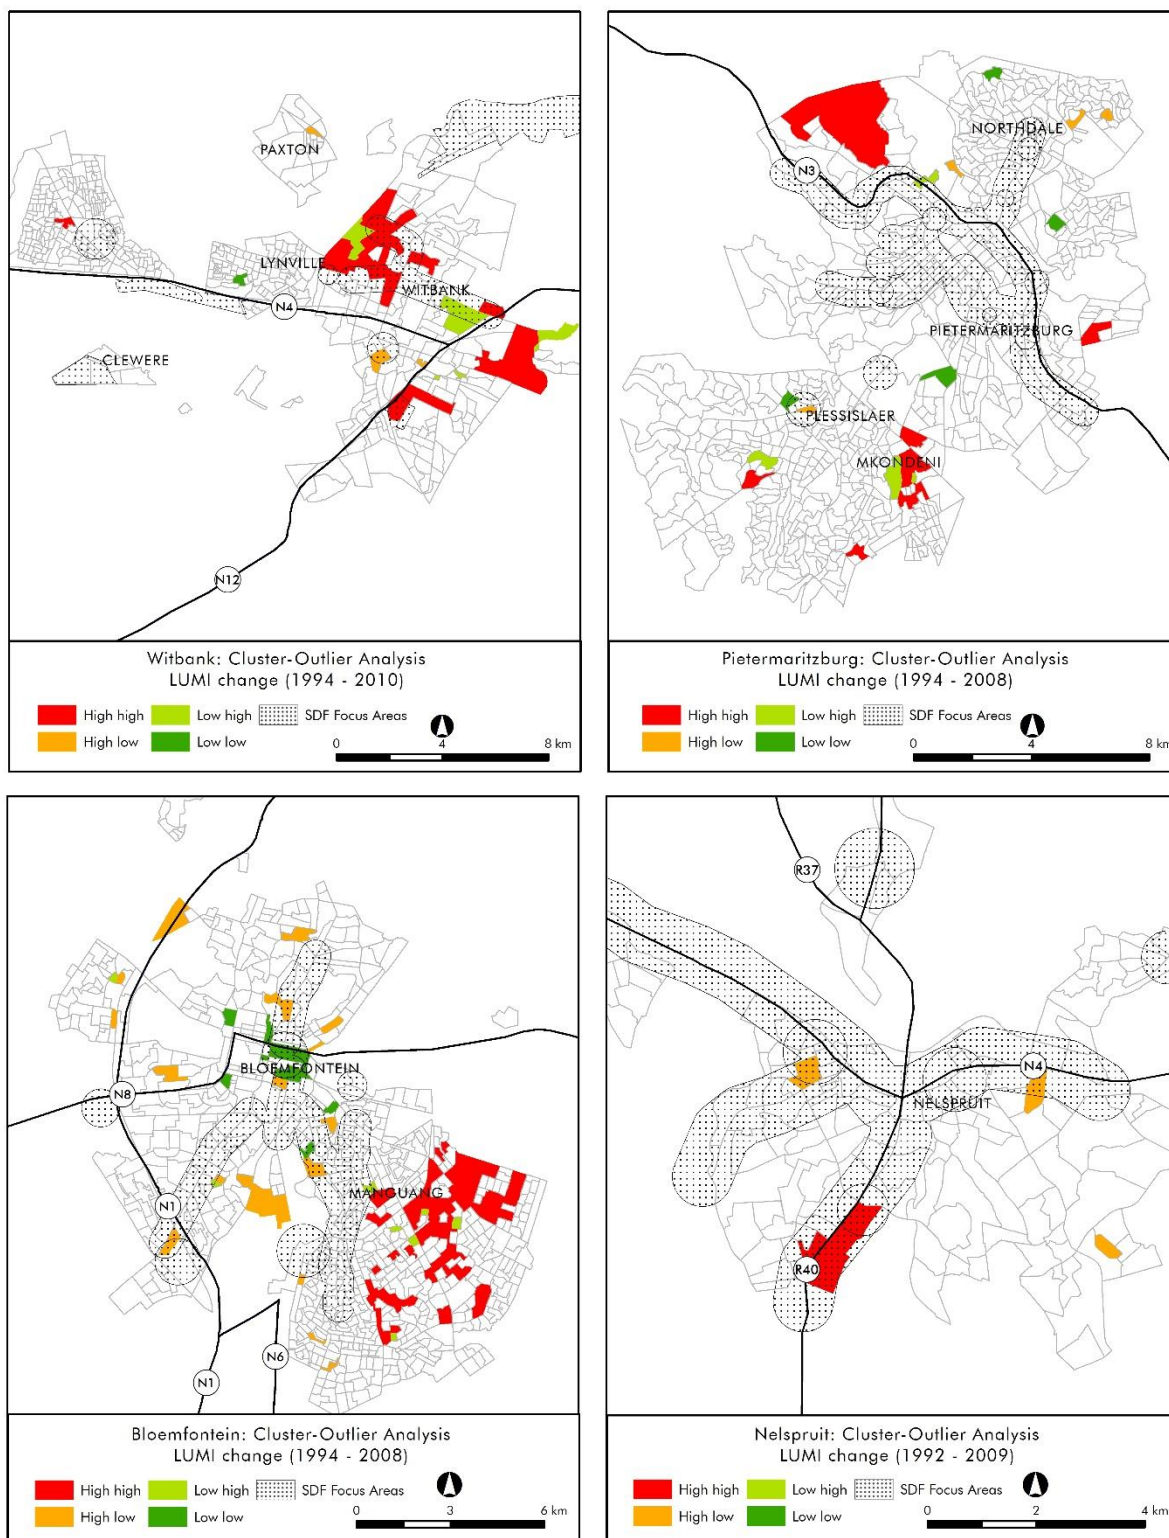 PAXTON
LYNVILLE
WITBANK
N4
CLEWERE
N12
Witbank: Cluster-Outlier Analysis
LUMI change (1994 - 2010)
High high Low high SDF Focus Areas
High low Low low
0 4 8 km
NORTHDALE
N3
PIETERMARITZBURG
PLESSISLAER
MKONDENI
Pietermaritzburg: Cluster-Outlier Analysis
LUMI change (1994 - 2008)
High high Low high SDF Focus Areas
High low Low low
0 4 8 km
BLOEMFONTEIN
N8
MANGUANG
N1
N6
N1
Bloemfontein: Cluster-Outlier Analysis
LUMI change (1994 - 2008)
High high Low high SDF Focus Areas
High low Low low
0 3 6 km
R37
N4
NELSPRUIT
R40
Nelspruit: Cluster-Outlier Analysis
LUMI change (1992 - 2009)
High high Low high SDF Focus Areas
High low Low low
0 2 4 km